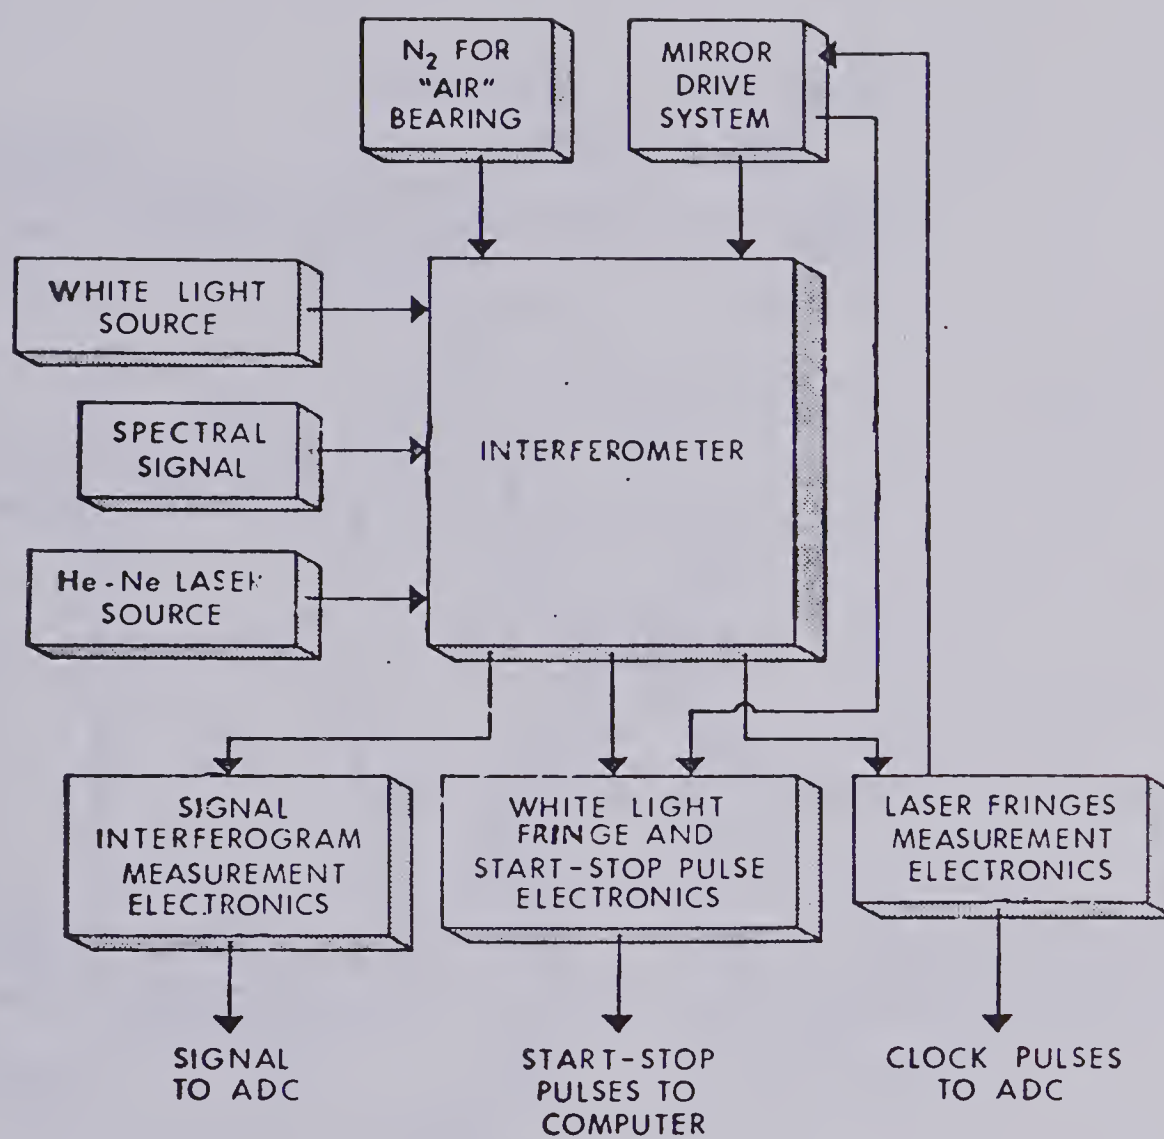 N₂ FOR
"AIR"
BEARING
MIRROR
DRIVE
SYSTEM
WHITE LIGHT
SOURCE
SPECTRAL
SIGNAL
INTERFEROMETER
He-Ne LASER
SOURCE
SIGNAL
INTERFEROGRAM
MEASUREMENT
ELECTRONICS
WHITE LIGHT
FRINGE AND
START-STOP PULSE
ELECTRONICS
LASER FRINGES
MEASUREMENT
ELECTRONICS
SIGNAL
TO ADC
START-STOP
PULSES TO
COMPUTER
CLOCK PULSES
TO ADC